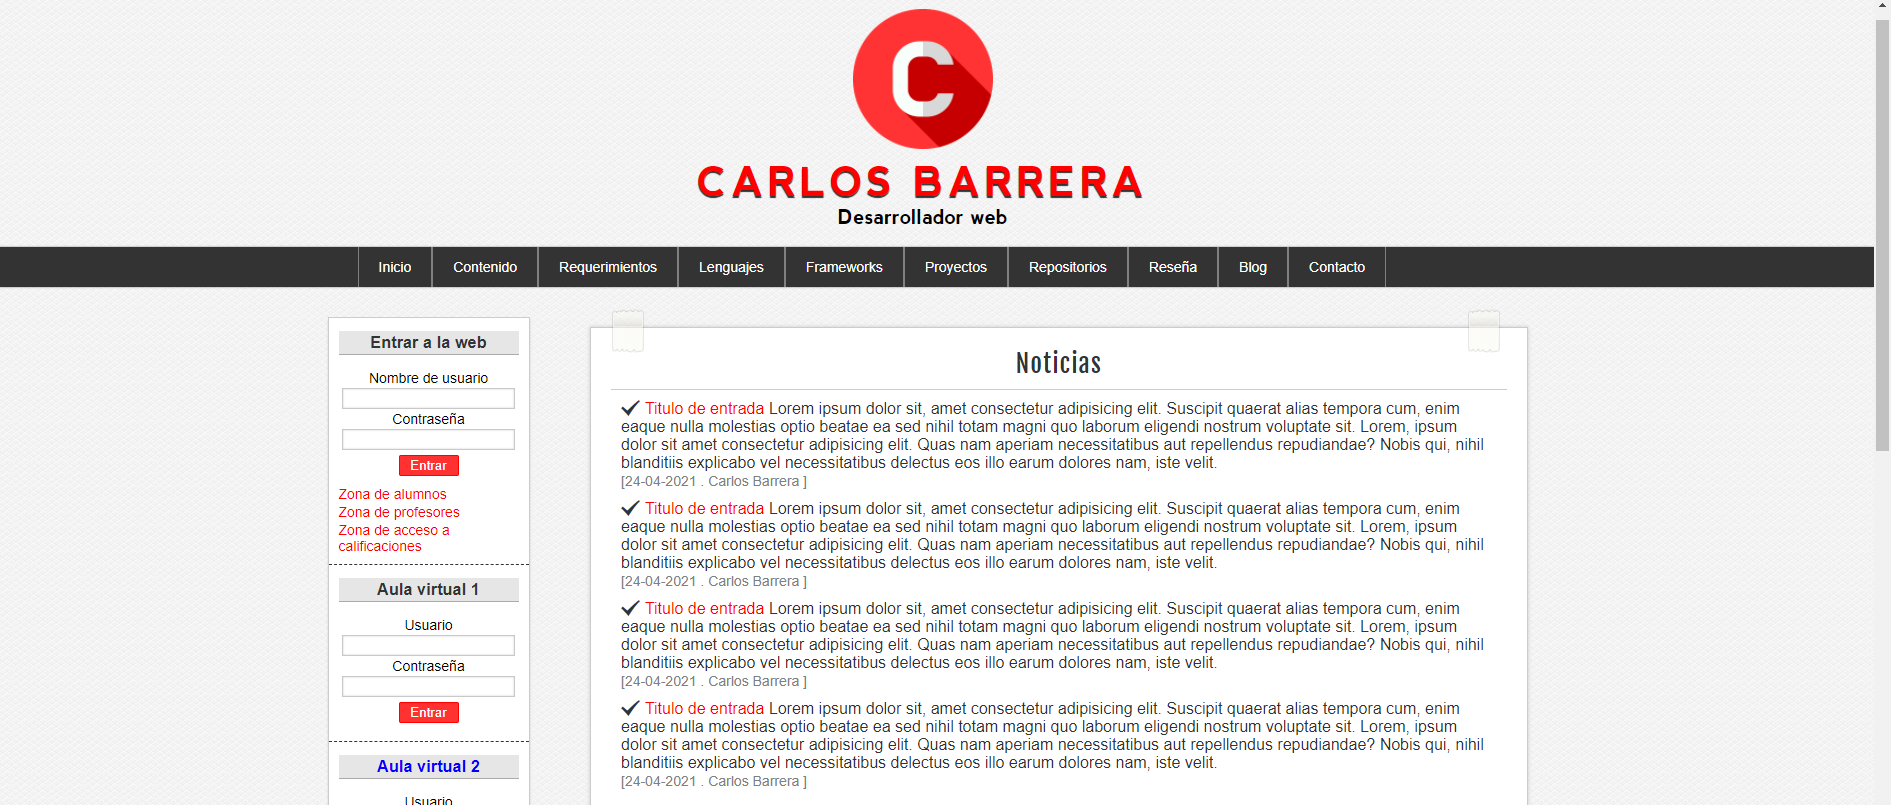 C
CARLOS BARRERA
Desarrollador web
Inicio
Contenido
Requerimientos
Lenguajes
Frameworks
Proyectos
Repositorios
Reseña
Blog
Contacto
Entrar a la web
Nombre de usuario
Contraseña
Entrar
Zona de alumnos
Zona de profesores
Zona de acceso a
calificaciones
Aula virtual 1
Usuario
Contraseña
Entrar
Aula virtual 2
Usuario
Noticias
Titulo de entrada Lorem ipsum dolor sit, amet consectetur adipisicing elit. Suscipit quaerat alias tempora cum, enim
eaque nulla molestias optio beatae ea sed nihil totam magni quo laborum eligendi nostrum voluptate sit. Lorem, ipsum
dolor sit amet consectetur adipisicing elit. Quas nam aperiam necessitatibus aut repellendus repudiandae? Nobis qui, nihil
blanditiis explicabo vel necessitatibus delectus eos illo earum dolores nam, iste velit.
[24-04-2021 . Carlos Barrera ]
Titulo de entrada Lorem ipsum dolor sit, amet consectetur adipisicing elit. Suscipit quaerat alias tempora cum, enim
eaque nulla molestias optio beatae ea sed nihil totam magni quo laborum eligendi nostrum voluptate sit. Lorem, ipsum
dolor sit amet consectetur adipisicing elit. Quas nam aperiam necessitatibus aut repellendus repudiandae? Nobis qui, nihil
blanditiis explicabo vel necessitatibus delectus eos illo earum dolores nam, iste velit.
[24-04-2021 . Carlos Barrera ]
Titulo de entrada Lorem ipsum dolor sit, amet consectetur adipisicing elit. Suscipit quaerat alias tempora cum, enim
eaque nulla molestias optio beatae ea sed nihil totam magni quo laborum eligendi nostrum voluptate sit. Lorem, ipsum
dolor sit amet consectetur adipisicing elit. Quas nam aperiam necessitatibus aut repellendus repudiandae? Nobis qui, nihil
blanditiis explicabo vel necessitatibus delectus eos illo earum dolores nam, iste velit.
[24-04-2021 . Carlos Barrera ]
Titulo de entrada Lorem ipsum dolor sit, amet consectetur adipisicing elit. Suscipit quaerat alias tempora cum, enim
eaque nulla molestias optio beatae ea sed nihil totam magni quo laborum eligendi nostrum voluptate sit. Lorem, ipsum
dolor sit amet consectetur adipisicing elit. Quas nam aperiam necessitatibus aut repellendus repudiandae? Nobis qui, nihil
blanditiis explicabo vel necessitatibus delectus eos illo earum dolores nam, iste velit.
[24-04-2021 . Carlos Barrera ]